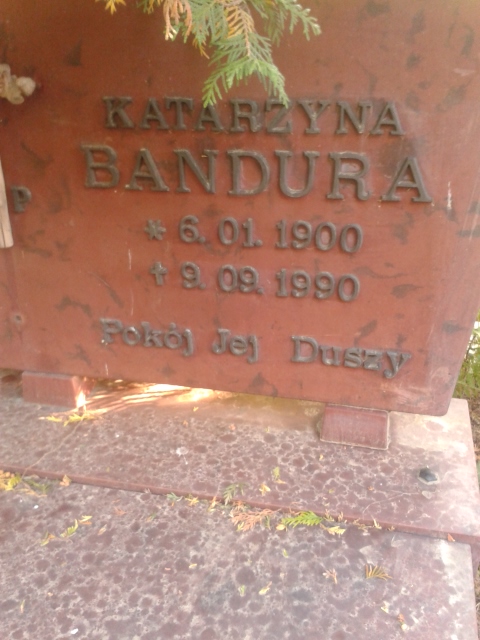 KATARZYNA
BANDURA
P
* 6. 01. 1900
✝ 9. 09. 1990
Pokój Jej Duszy